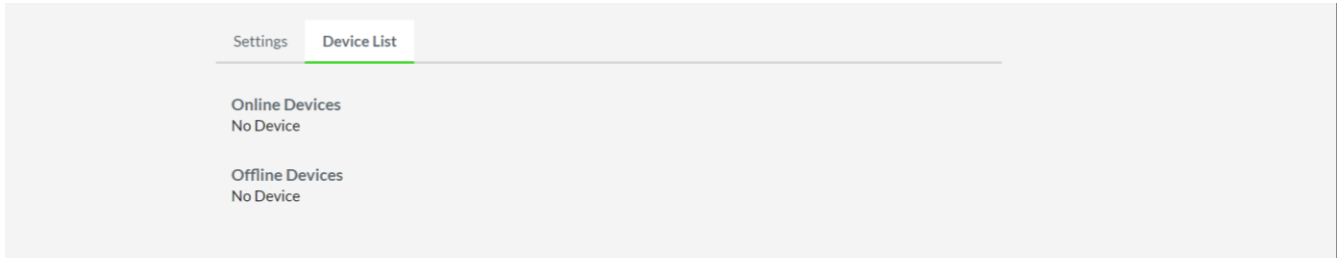 Settings Device List
Online Devices
No Device
Offline Devices
No Device